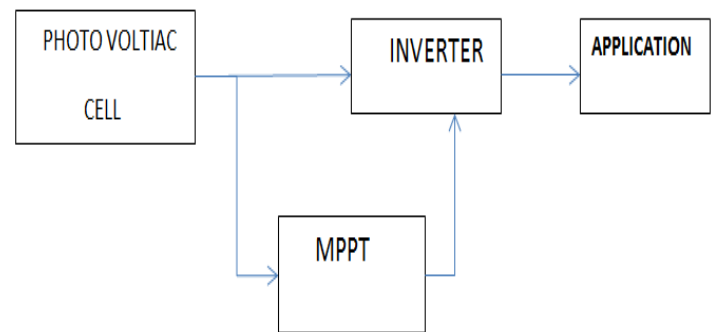 PHOTO VOLTIAC
CELL
INVERTER
APPLICATION
MPPT